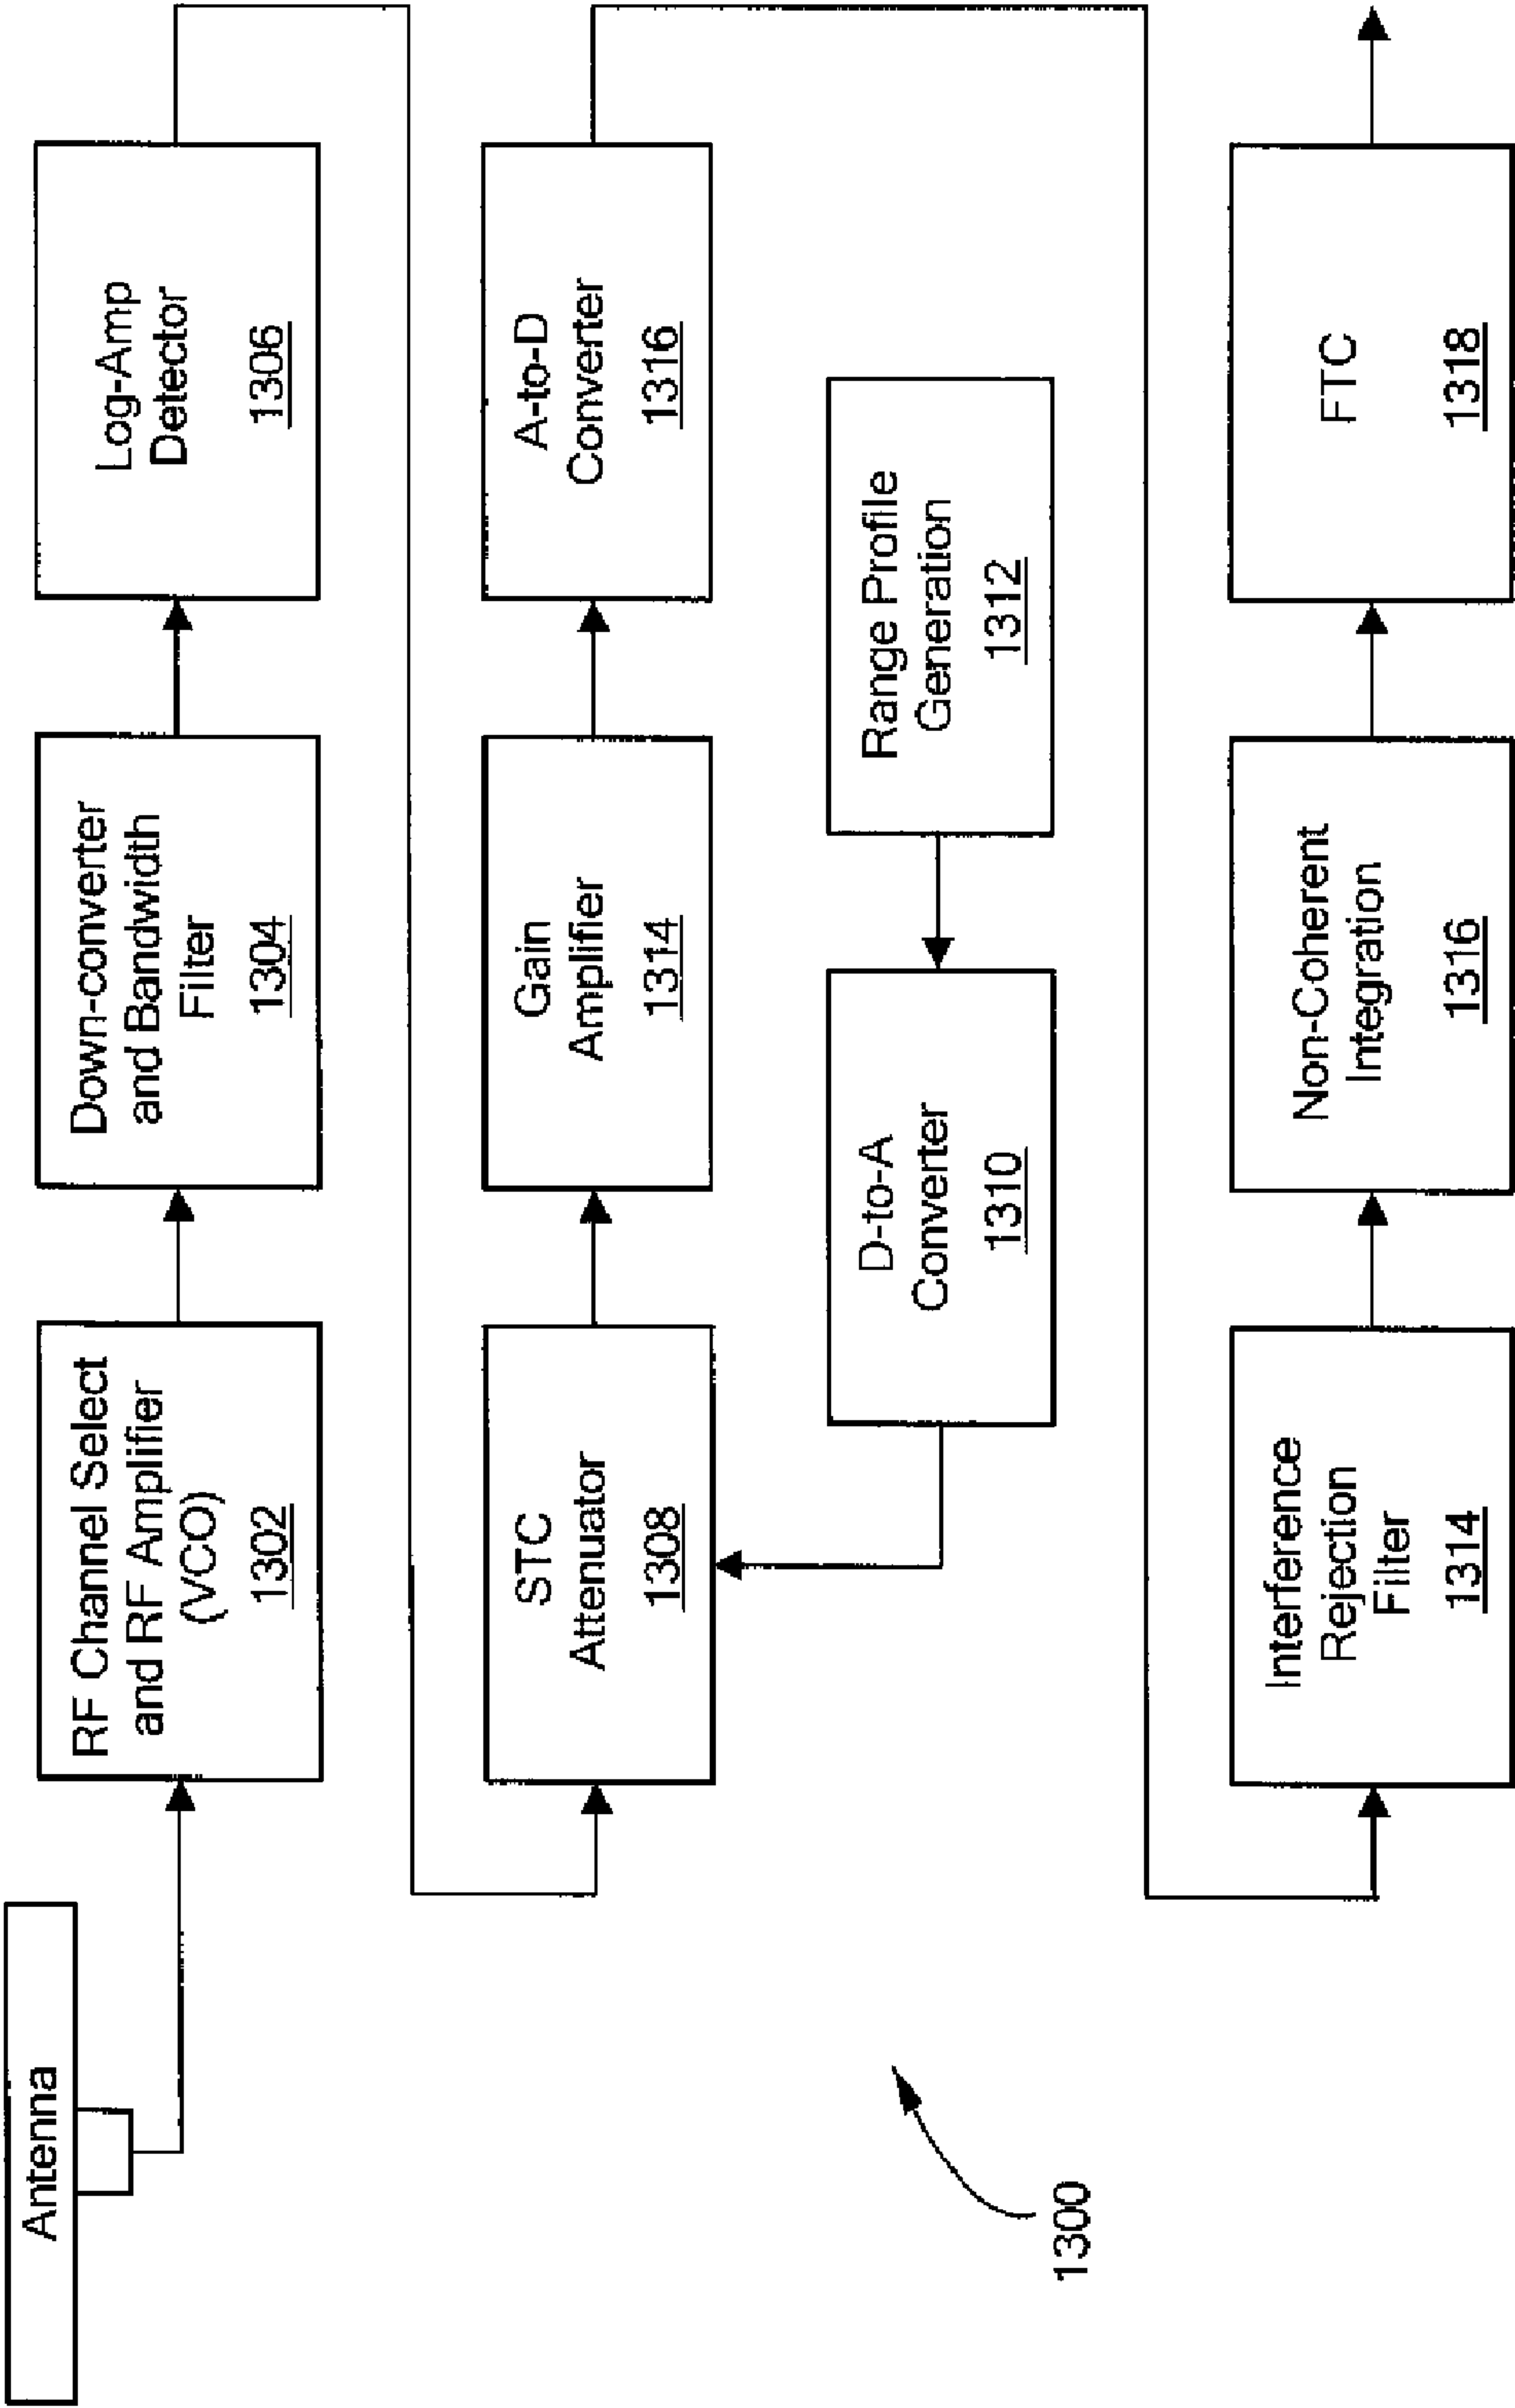 Antenna
RF Channel Select
and RF Amplifier
(VCO)
1302
Down-converter
and Bandwidth
Filter
1304
Log-Amp
Detector
1306
STC
Attenuator
1308
Gain
Amplifier
1314
A-to-D
Converter
1316
D-to-A
Converter
1310
Range Profile
Generation
1312
1300
Interference
Rejection
Filter
1314
Non-Coherent
Integration
1316
FTC
1318